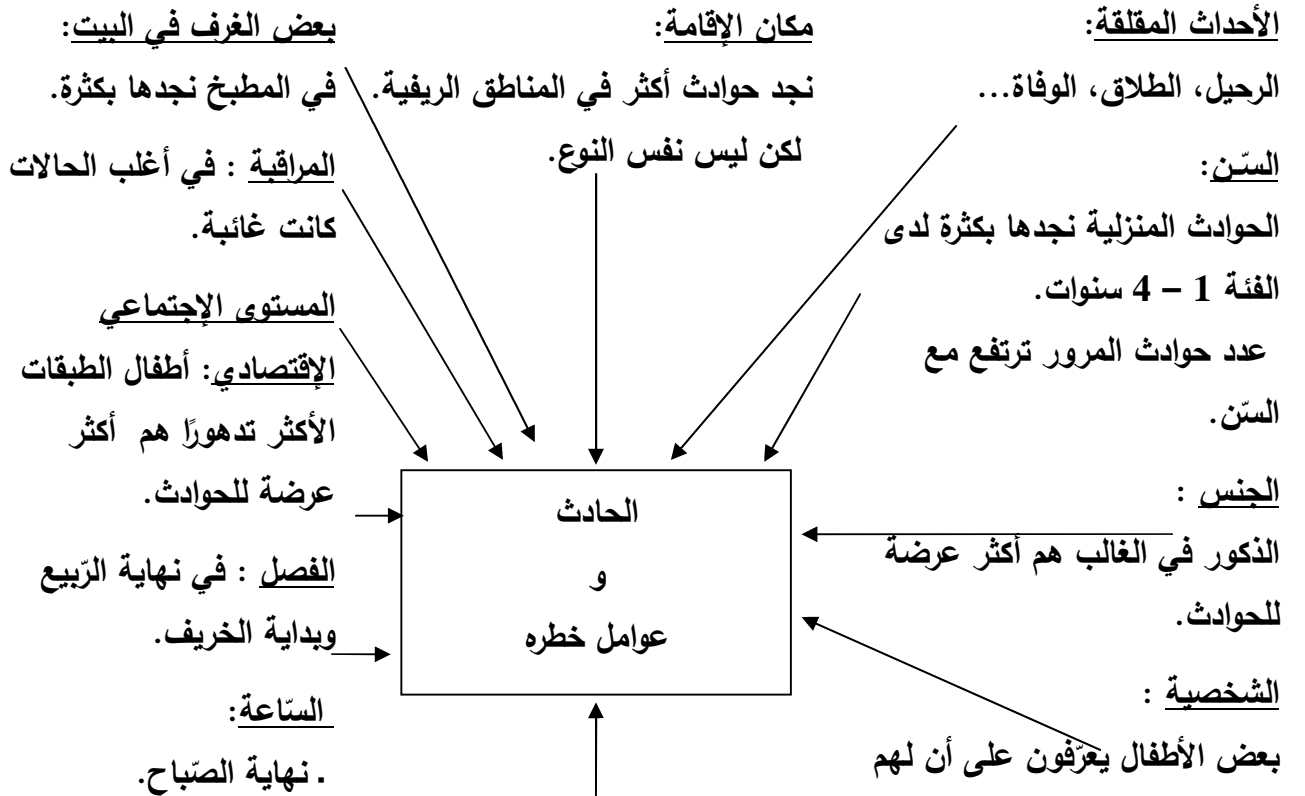 الأحداث المقلقة:
الرحيل، الطلاق، الوفاة...
السّن:
الحوادث المنزلية نجدها بكثرة لدى
الفئة 1 – 4 سنوات.
عدد حوادث المرور ترتفع مع
السّن.
الجنس :
الذكور في الغالب هم أكثر عرضة
للحوادث.
الشخصية :
بعض الأطفال يعرّفون على أن لهم
مكان الإقامة:
نجد حوادث أكثر في المناطق الريفية.
لكن ليس نفس النوع.
بعض الغرف في البيت:
في المطبخ نجدها بكثرة.
المراقبة : في أغلب الحالات
كانت غائبة.
المستوى الإجتماعي
الإقتصادي: أطفال الطبقات
الأكثر تدهورًا هم أكثر
عرضة للحوادث.
الفصل : في نهاية الرّبيع
وبداية الخريف.
السّاعة:
. نهاية الصّباح.
الحادث
و
عوامل خطره